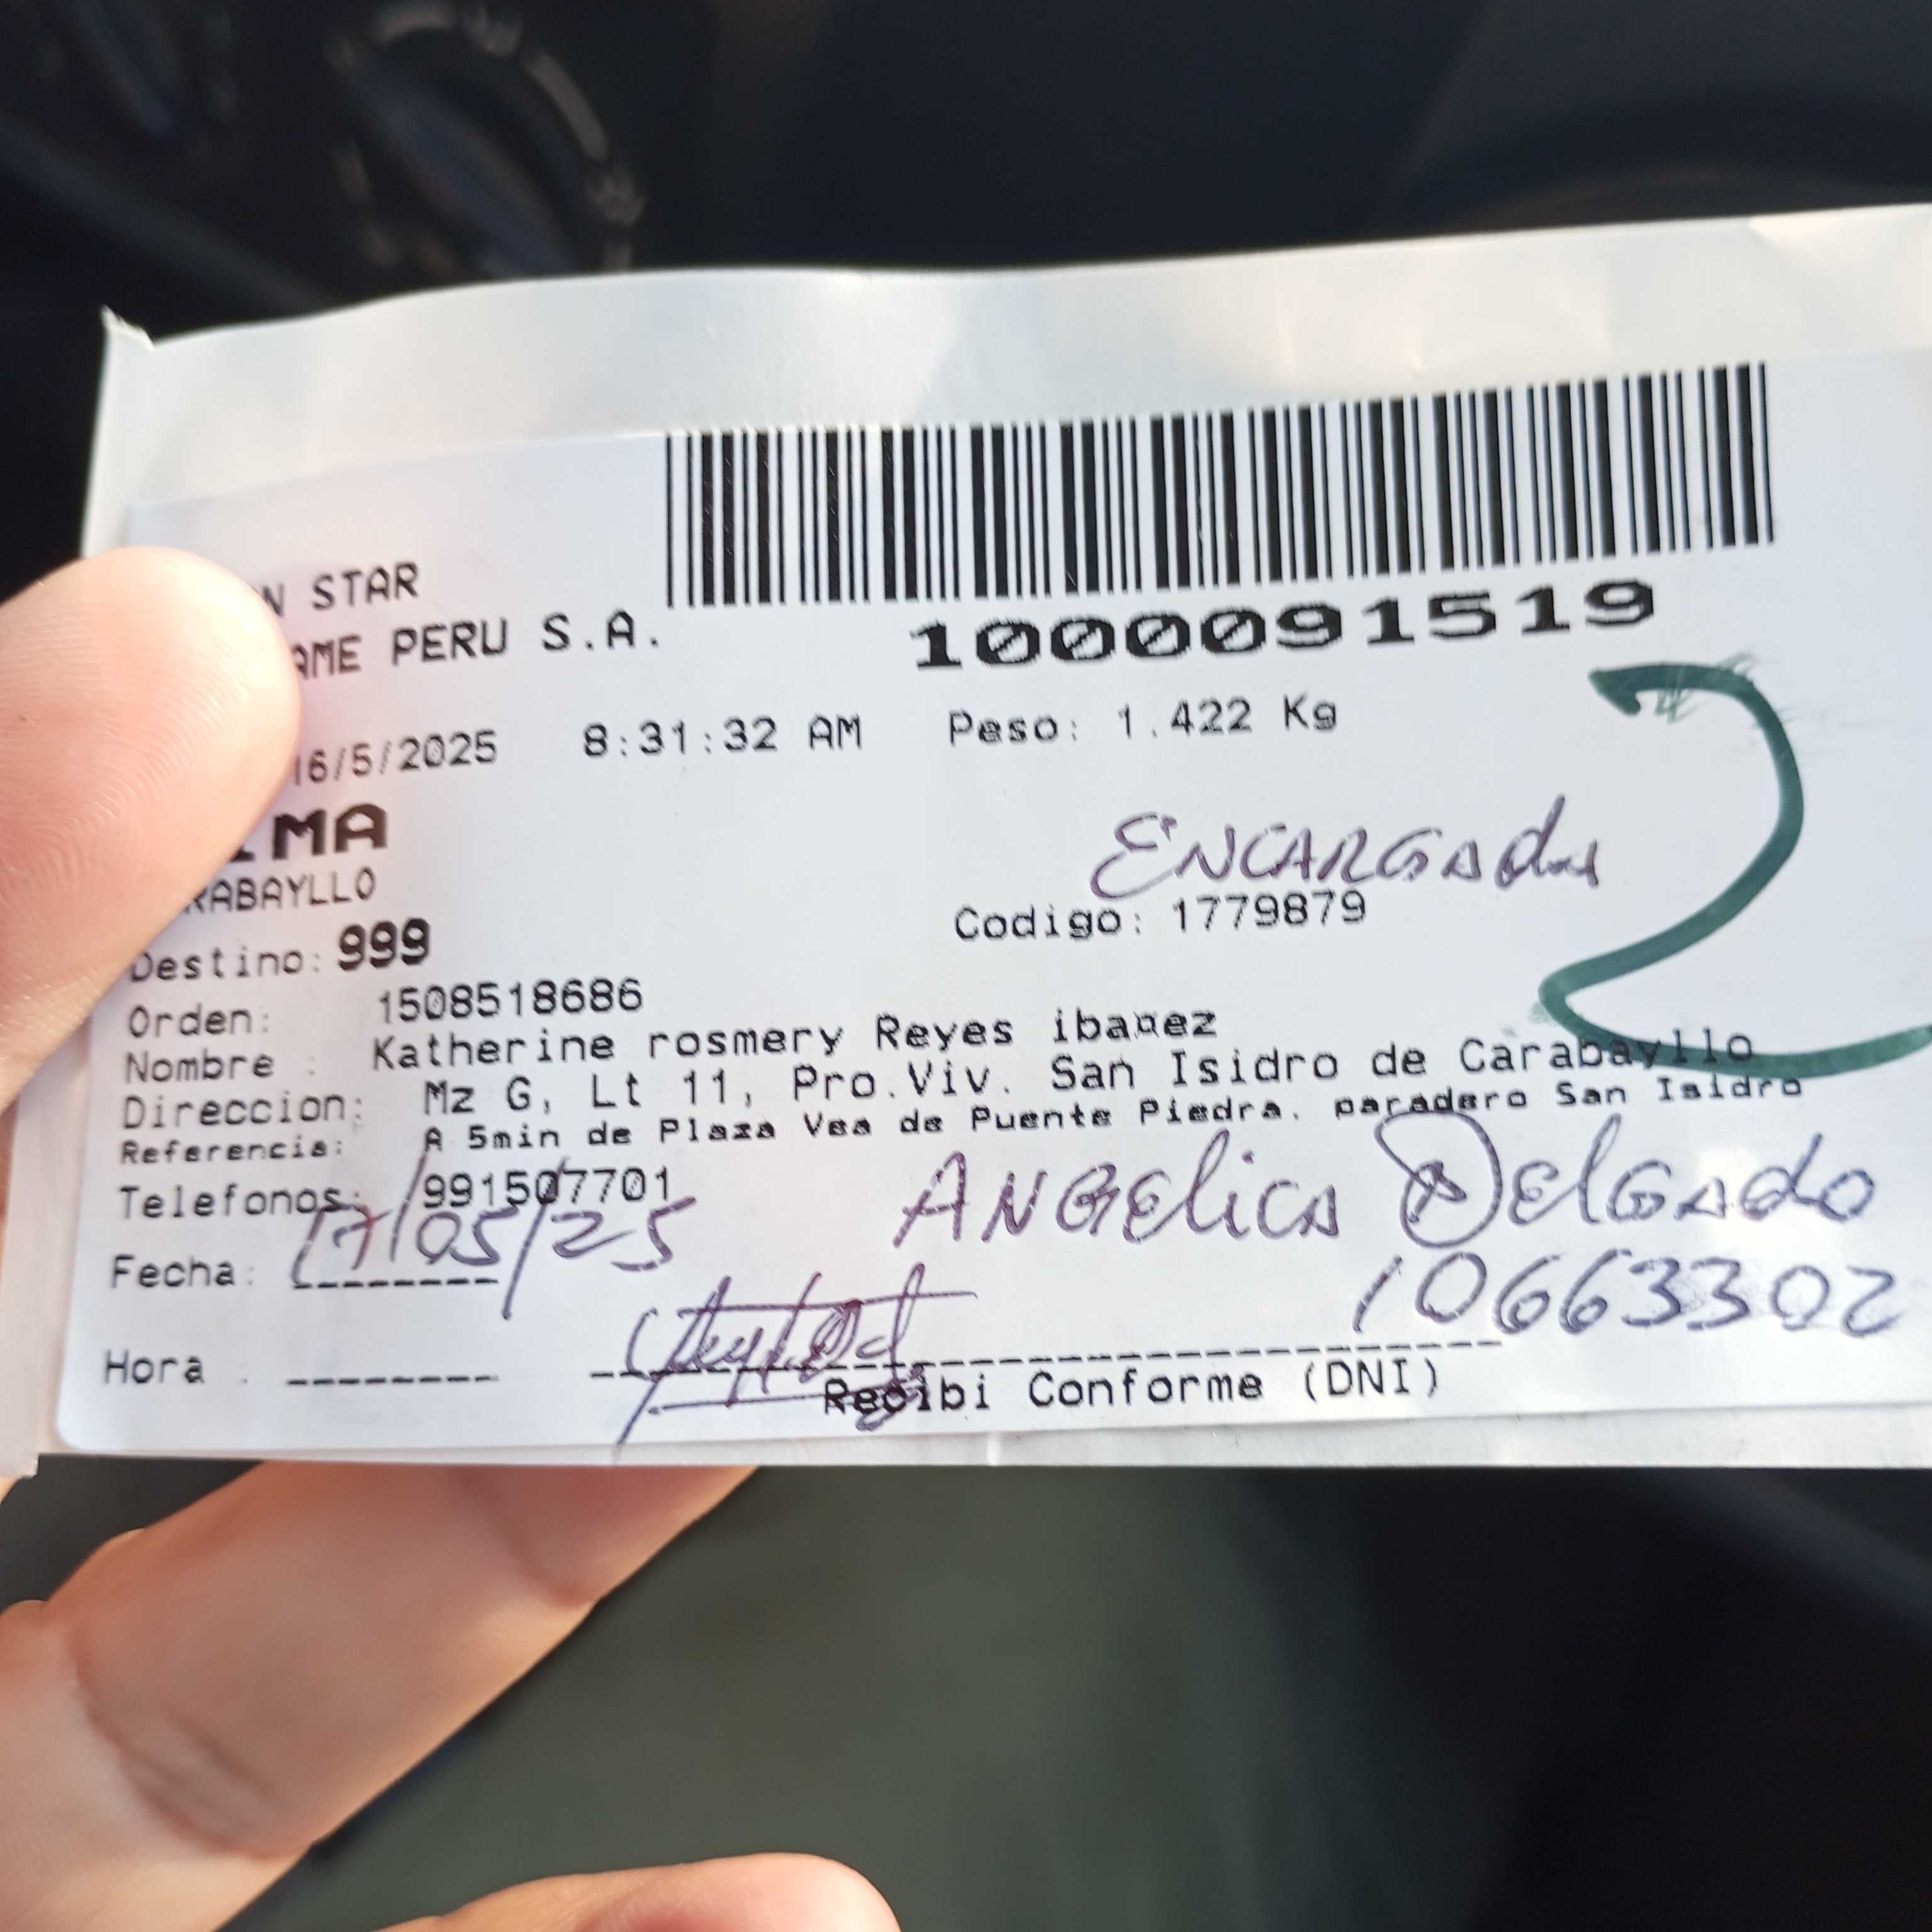 N STAR
AME PERU S.A.
1000091519
16/5/2025 8:31:32 AM Peso: 1.422 Kg
IMA
RABAYLLO
ENCARGAda
Codigo: 1779879
Destino: 999
Orden: 1508518686
Nombre : Katherine rosmery Reyes ibañez
Direccion: Mz G, Lt 11, Pro.Viv. San Isidro de Carabayllo
Referencia: A 5min de Plaza Vea de Puente Piedra. paradero San Isidro
Telefonos: 991507701
ANGElicA DElGAdo
Fecha: 17/05/25
10663302
Hora :
Recibi Conforme (DNI)